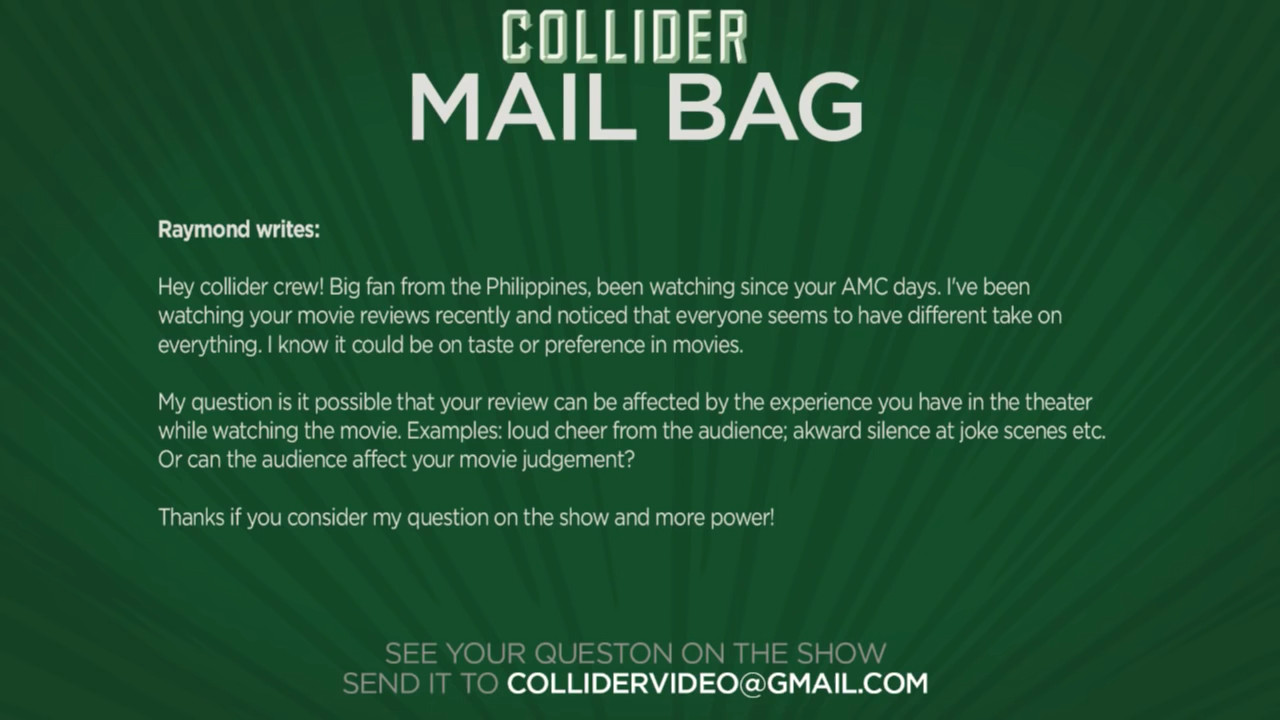 COLLIDER
MAIL BAG
Raymond writes:
Hey collider crew! Big fan from the Philippines, been watching since your AMC days. I've been
watching your movie reviews recently and noticed that everyone seems to have different take on
everything. I know it could be on taste or preference in movies.
My question is it possible that your review can be affected by the experience you have in the theater
while watching the movie. Examples: loud cheer from the audience; akward silence at joke scenes etc.
Or can the audience affect your movie judgement?
Thanks if you consider my question on the show and more power!
SEE YOUR QUESTON ON THE SHOW
SEND IT TO COLLIDERVIDEO@GMAIL.COM